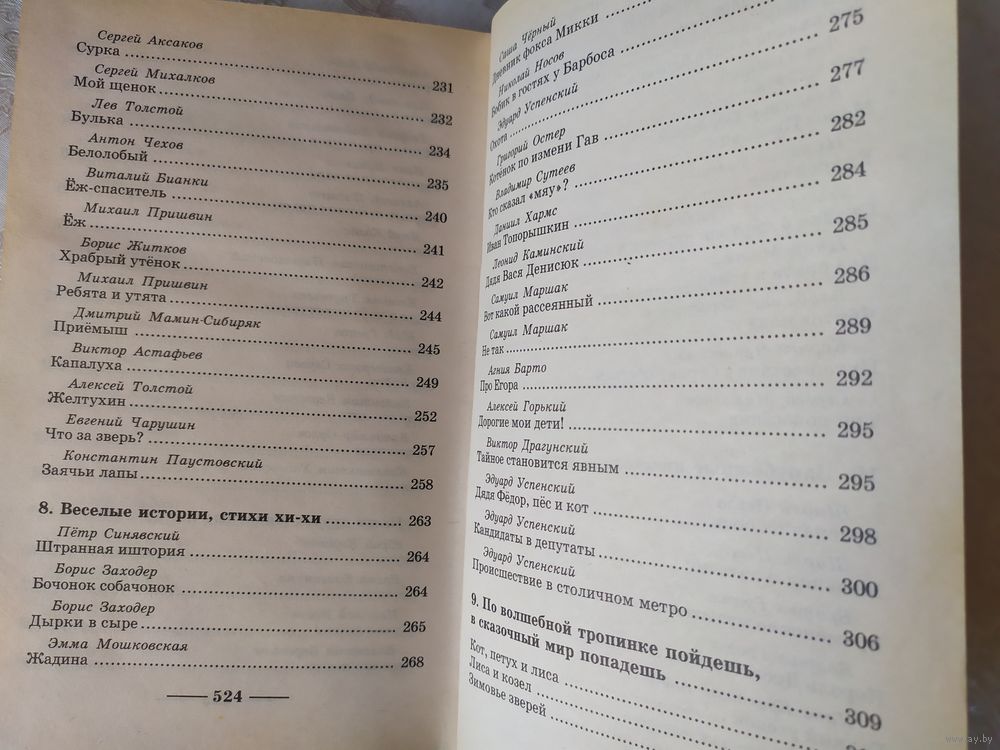 Сергей Аксаков
Сурка ........ 231
Сергей Михалков
Мой щенок ........ 232
Лев Толстой
Булька ........ 234
Антон Чехов
Белолобый ........ 235
Виталий Бианки
Ёж-спаситель ........ 240
Михаил Пришвин
Ёж ........ 241
Борис Житков
Храбрый утёнок ........ 242
Михаил Пришвин
Ребята и утята ........ 244
Дмитрий Мамин-Сибиряк
Приёмыш ........ 245
Виктор Астафьев
Капалуха ........ 249
Алексей Толстой
Желтухин ........ 252
Евгений Чарушин
Что за зверь? ........ 257
Константин Паустовский
Заячьи лапы ........ 258
8. Веселые истории, стихи хи-хи ........ 263
Пётр Синявский
Штранная иштория ........ 264
Борис Заходер
Бочонок собачонок ........ 264
Борис Заходер
Дырки в сыре ........ 265
Эмма Мошковская
Жадина ........ 268
524
Саша Чёрный
Дневник фокса Микки ........
Николай Носов
Бобик в гостях у Барбоса ........
Эдуард Успенский
Охота ........ 275
Григорий Остер
Котёнок по имени Гав ........ 277
Владимир Сутеев
Кто сказал «мяу»? ........ 282
Даниил Хармс
Иван Топорышкин ........ 284
Леонид Каминский
Дядя Вася Денисюк ........ 285
Самуил Маршак
Вот какой рассеянный ........ 286
Самуил Маршак
Не так ........ 289
Агния Барто
Про Егора ........ 292
Алексей Горький
Дорогие мои дети! ........ 295
Виктор Драгунский
Тайное становится явным ........ 295
Эдуард Успенский
Дядя Фёдор, пёс и кот ........ 298
Эдуард Успенский
Кандидаты в депутаты ........ 300
Эдуард Успенский
Происшествие в столичном метро ........ 306
9. По волшебной тропинке пойдешь,
в сказочный мир попадешь ........ 309
Кот, петух и лиса ........
Лиса и козел ........
Зимовье зверей ........
www.ay.by